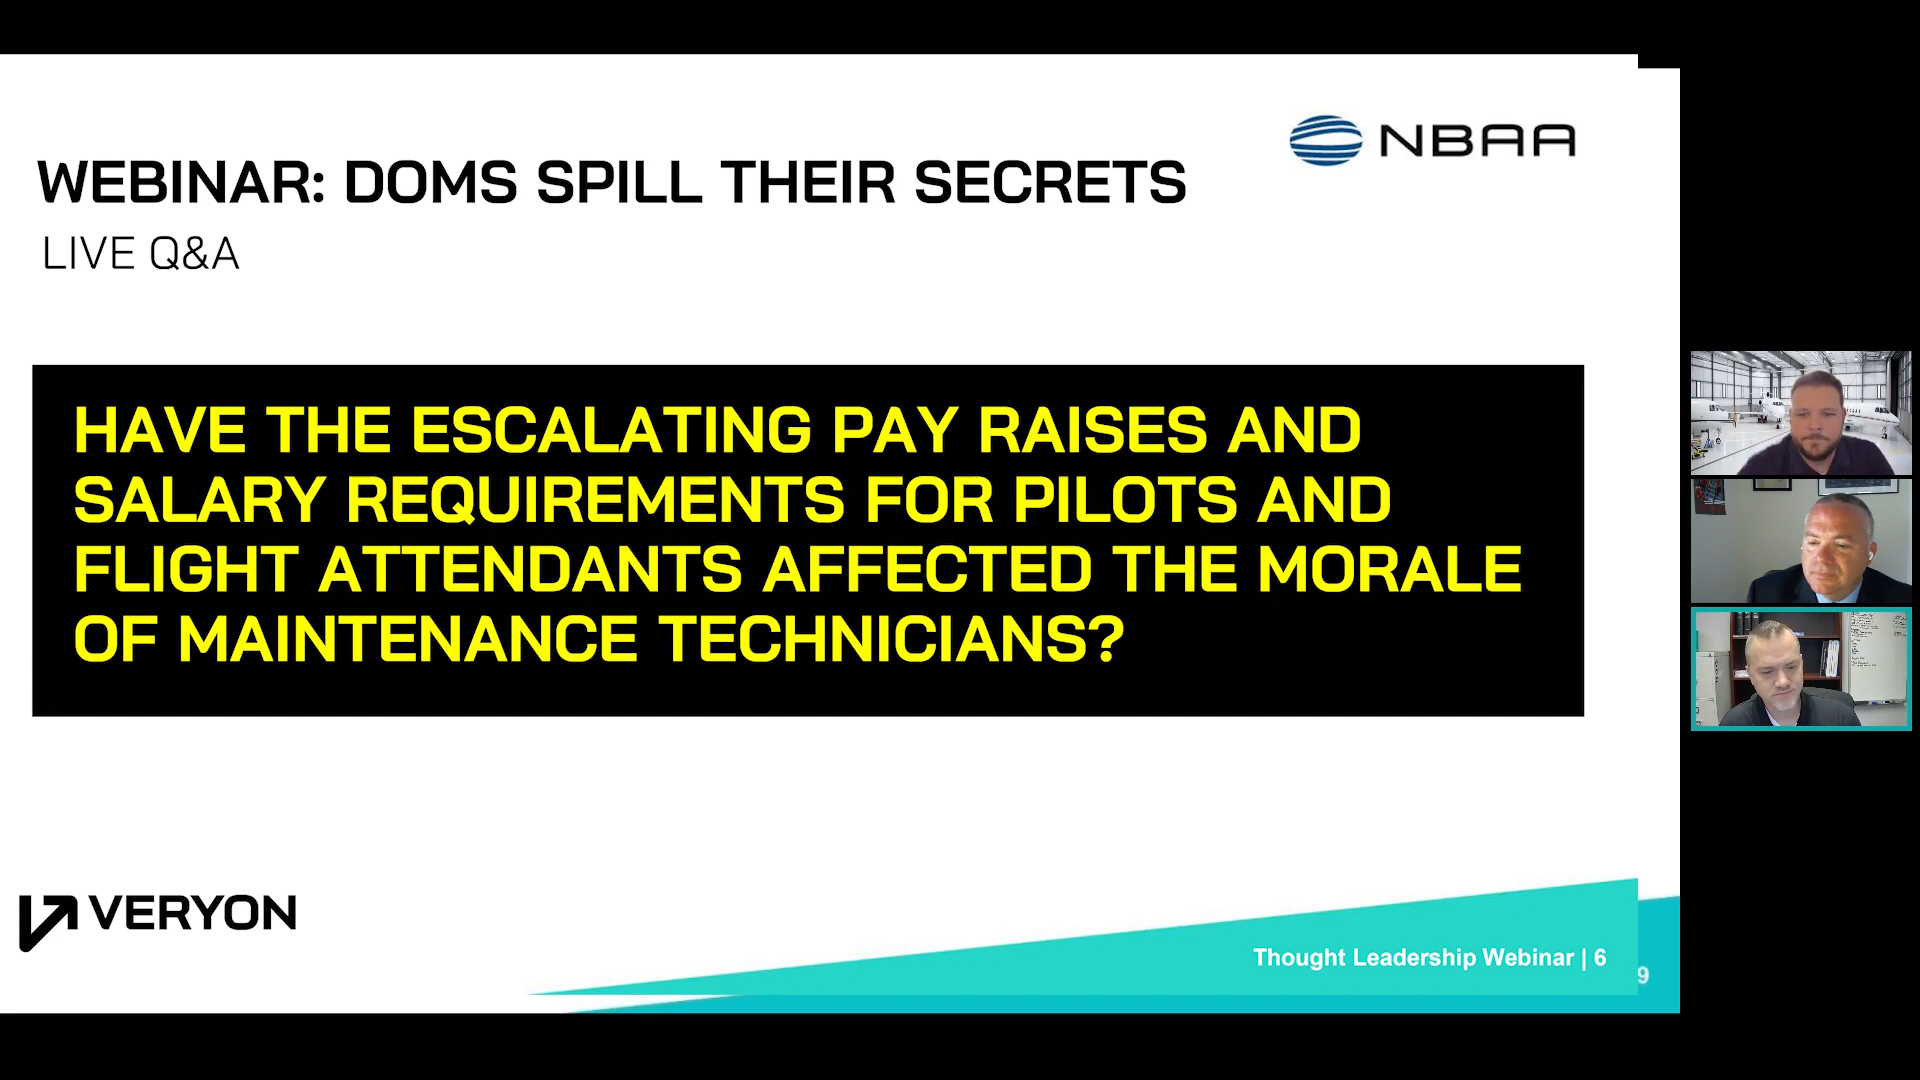 NBAA
WEBINAR: DOMS SPILL THEIR SECRETS
LIVE Q&A
HAVE THE ESCALATING PAY RAISES AND
SALARY REQUIREMENTS FOR PILOTS AND
FLIGHT ATTENDANTS AFFECTED THE MORALE
OF MAINTENANCE TECHNICIANS?
VERYON
Thought Leadership Webinar | 6
9